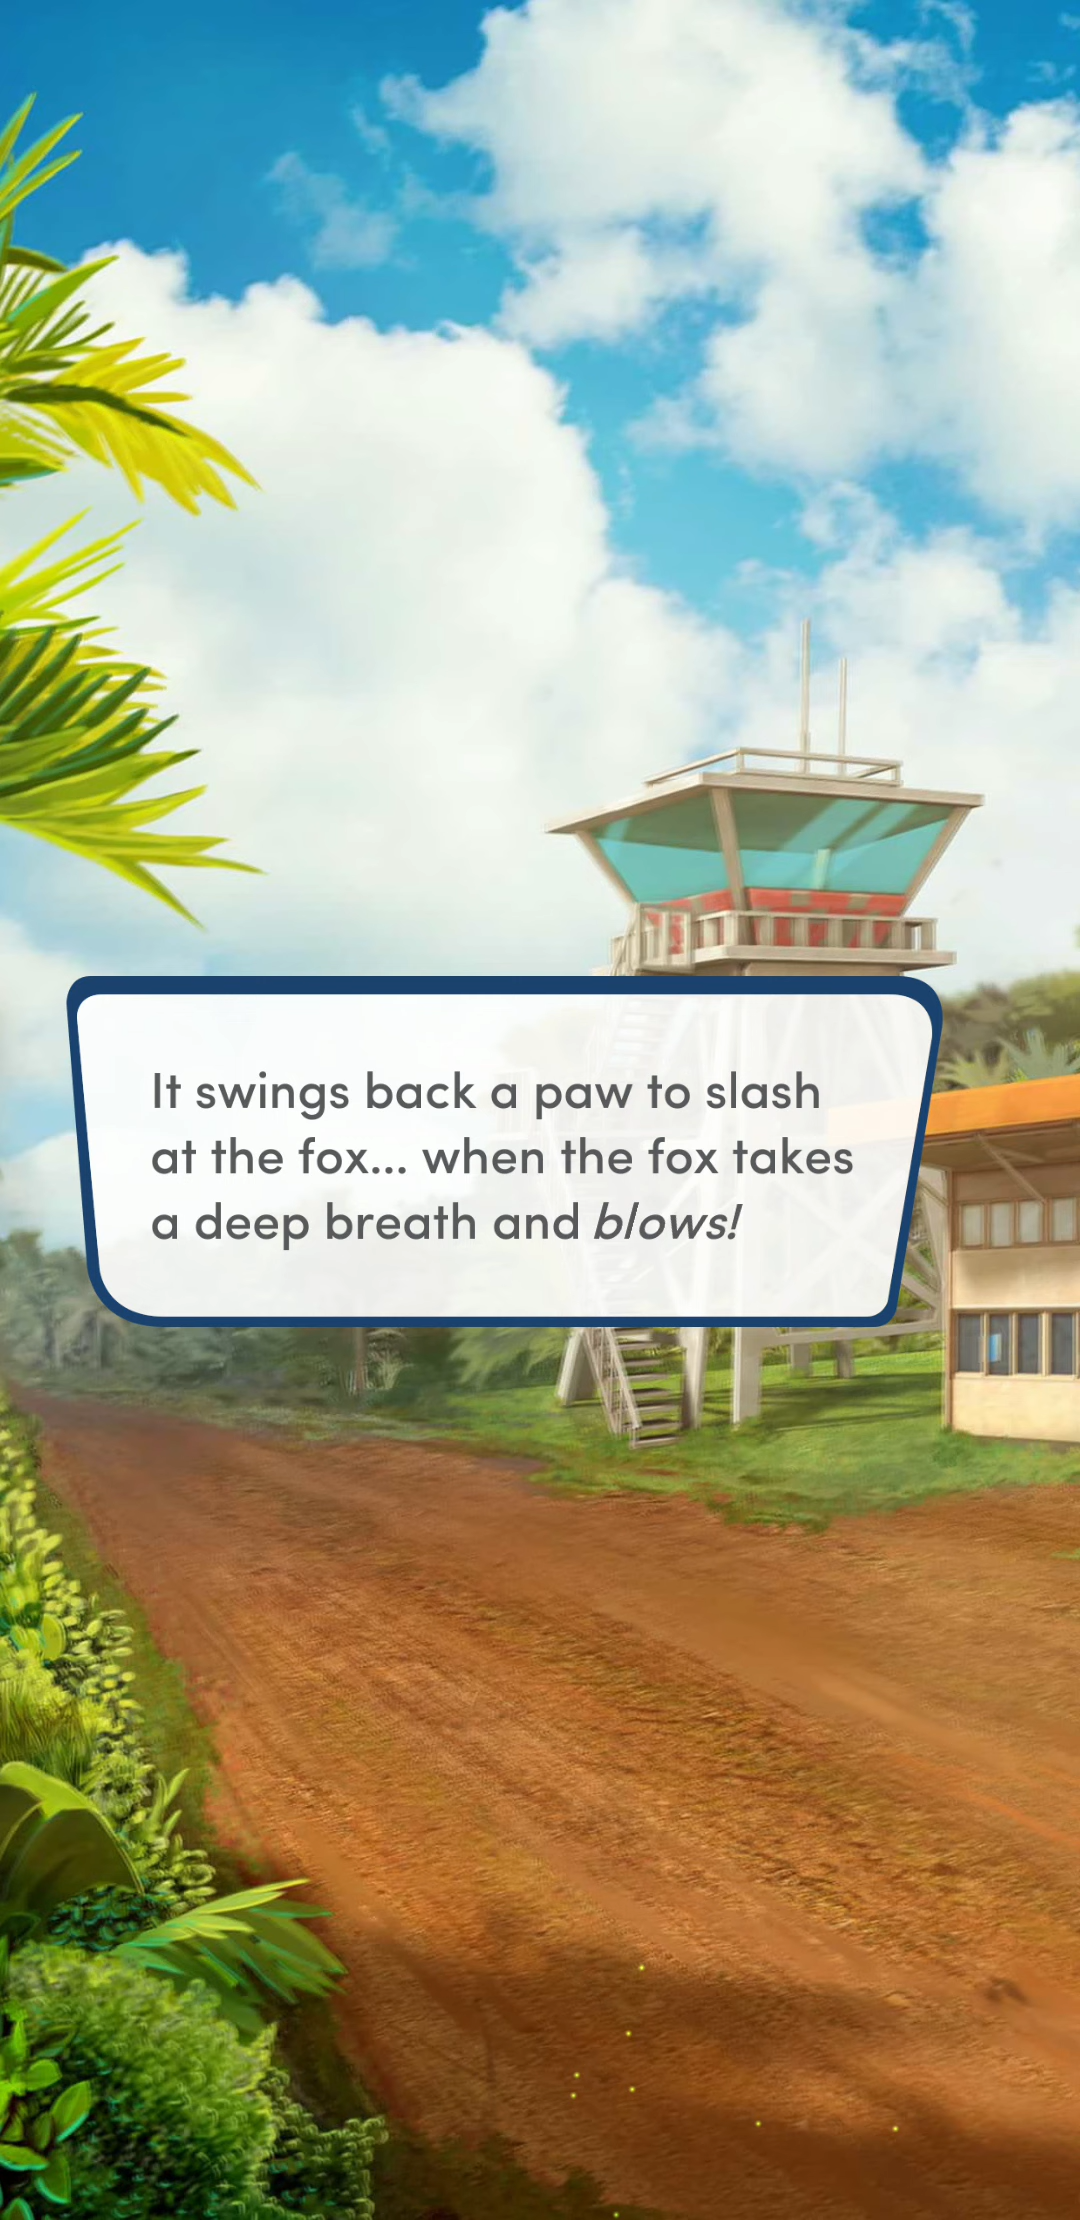 It swings back a paw to slash
at the fox... when the fox takes
a deep breath and blows!